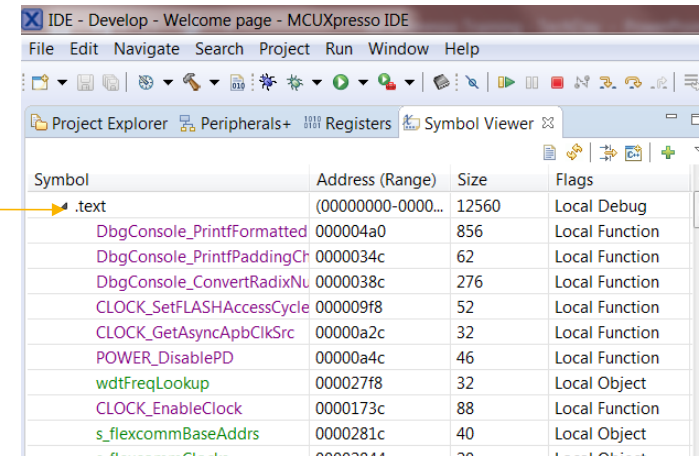 IDE - Develop - Welcome page - MCUXpresso IDE
File Edit Navigate Search Project Run Window Help
Project Explorer Peripherals+ Registers Symbol Viewer
Symbol Address (Range) Size Flags
.text (00000000-0000... 12560 Local Debug
DbgConsole_PrintfFormatted 000004a0 856 Local Function
DbgConsole_PrintfPaddingCh 0000034c 62 Local Function
DbgConsole_ConvertRadixNu 0000038c 276 Local Function
CLOCK_SetFLASHAccessCycle 000009f8 52 Local Function
CLOCK_GetAsyncApbClkSrc 00000a2c 32 Local Function
POWER_DisablePD 00000a4c 46 Local Function
wdtFreqLookup 000027f8 32 Local Object
CLOCK_EnableClock 0000173c 88 Local Function
s_flexcommBaseAddrs 0000281c 40 Local Object